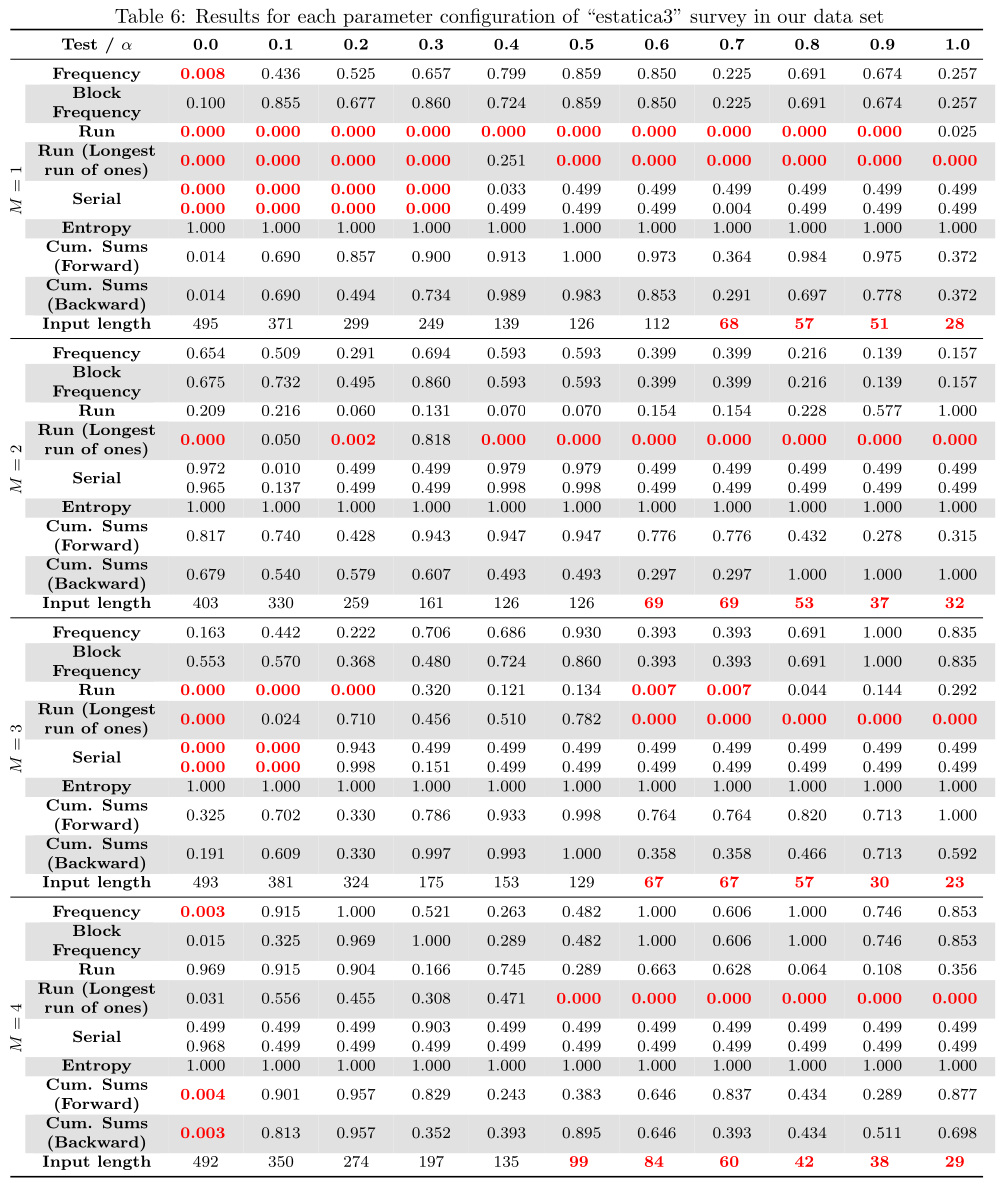 Table 6: Results for each parameter configuration of “estatica3” survey in our data set
Test / α 0.0 0.1 0.2 0.3 0.4 0.5 0.6 0.7 0.8 0.9 1.0
M = 1
Frequency 0.008 0.436 0.525 0.657 0.799 0.859 0.850 0.225 0.691 0.674 0.257
Block
Frequency 0.100 0.855 0.677 0.860 0.724 0.859 0.850 0.225 0.691 0.674 0.257
Run 0.000 0.000 0.000 0.000 0.000 0.000 0.000 0.000 0.000 0.000 0.025
Run (Longest
run of ones) 0.000 0.000 0.000 0.000 0.251 0.000 0.000 0.000 0.000 0.000 0.000
Serial 0.000 0.000 0.000 0.000 0.033 0.499 0.499 0.499 0.499 0.499 0.499
0.000 0.000 0.000 0.000 0.499 0.499 0.499 0.004 0.499 0.499 0.499
Entropy 1.000 1.000 1.000 1.000 1.000 1.000 1.000 1.000 1.000 1.000 1.000
Cum. Sums
(Forward) 0.014 0.690 0.857 0.900 0.913 1.000 0.973 0.364 0.984 0.975 0.372
Cum. Sums
(Backward) 0.014 0.690 0.494 0.734 0.989 0.983 0.853 0.291 0.697 0.778 0.372
Input length 495 371 299 249 139 126 112 68 57 51 28
M = 2
Frequency 0.654 0.509 0.291 0.694 0.593 0.593 0.399 0.399 0.216 0.139 0.157
Block
Frequency 0.675 0.732 0.495 0.860 0.593 0.593 0.399 0.399 0.216 0.139 0.157
Run 0.209 0.216 0.060 0.131 0.070 0.070 0.154 0.154 0.228 0.577 1.000
Run (Longest
run of ones) 0.000 0.050 0.002 0.818 0.000 0.000 0.000 0.000 0.000 0.000 0.000
Serial 0.972 0.010 0.499 0.499 0.979 0.979 0.499 0.499 0.499 0.499 0.499
0.965 0.137 0.499 0.499 0.998 0.998 0.499 0.499 0.499 0.499 0.499
Entropy 1.000 1.000 1.000 1.000 1.000 1.000 1.000 1.000 1.000 1.000 1.000
Cum. Sums
(Forward) 0.817 0.740 0.428 0.943 0.947 0.947 0.776 0.776 0.432 0.278 0.315
Cum. Sums
(Backward) 0.679 0.540 0.579 0.607 0.493 0.493 0.297 0.297 1.000 1.000 1.000
Input length 403 330 259 161 126 126 69 69 53 37 32
M = 3
Frequency 0.163 0.442 0.222 0.706 0.686 0.930 0.393 0.393 0.691 1.000 0.835
Block
Frequency 0.553 0.570 0.368 0.480 0.724 0.860 0.393 0.393 0.691 1.000 0.835
Run 0.000 0.000 0.000 0.320 0.121 0.134 0.007 0.007 0.044 0.144 0.292
Run (Longest
run of ones) 0.000 0.024 0.710 0.456 0.510 0.782 0.000 0.000 0.000 0.000 0.000
Serial 0.000 0.000 0.943 0.499 0.499 0.499 0.499 0.499 0.499 0.499 0.499
0.000 0.000 0.998 0.151 0.499 0.499 0.499 0.499 0.499 0.499 0.499
Entropy 1.000 1.000 1.000 1.000 1.000 1.000 1.000 1.000 1.000 1.000 1.000
Cum. Sums
(Forward) 0.325 0.702 0.330 0.786 0.933 0.998 0.764 0.764 0.820 0.713 1.000
Cum. Sums
(Backward) 0.191 0.609 0.330 0.997 0.993 1.000 0.358 0.358 0.466 0.713 0.592
Input length 493 381 324 175 153 129 67 67 57 30 23
M = 4
Frequency 0.003 0.915 1.000 0.521 0.263 0.482 1.000 0.606 1.000 0.746 0.853
Block
Frequency 0.015 0.325 0.969 1.000 0.289 0.482 1.000 0.606 1.000 0.746 0.853
Run 0.969 0.915 0.904 0.166 0.745 0.289 0.663 0.628 0.064 0.108 0.356
Run (Longest
run of ones) 0.031 0.556 0.455 0.308 0.471 0.000 0.000 0.000 0.000 0.000 0.000
Serial 0.499 0.499 0.499 0.903 0.499 0.499 0.499 0.499 0.499 0.499 0.499
0.968 0.499 0.499 0.499 0.499 0.499 0.499 0.499 0.499 0.499 0.499
Entropy 1.000 1.000 1.000 1.000 1.000 1.000 1.000 1.000 1.000 1.000 1.000
Cum. Sums
(Forward) 0.004 0.901 0.957 0.829 0.243 0.383 0.646 0.837 0.434 0.289 0.877
Cum. Sums
(Backward) 0.003 0.813 0.957 0.352 0.393 0.895 0.646 0.393 0.434 0.511 0.698
Input length 492 350 274 197 135 99 84 60 42 38 29